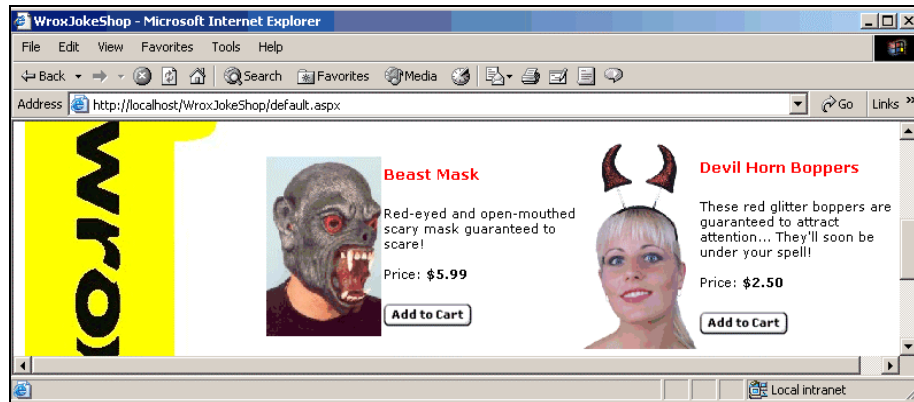 WroxJokeShop - Microsoft Internet Explorer
File Edit View Favorites Tools Help
Back Search Favorites Media
Address http://localhost/WroxJokeShop/default.aspx Go Links »
wrox
Beast Mask
Red-eyed and open-mouthed
scary mask guaranteed to
scare!
Price: $5.99
Add to Cart
Devil Horn Boppers
These red glitter boppers are
guaranteed to attract
attention... They'll soon be
under your spell!
Price: $2.50
Add to Cart
Local intranet